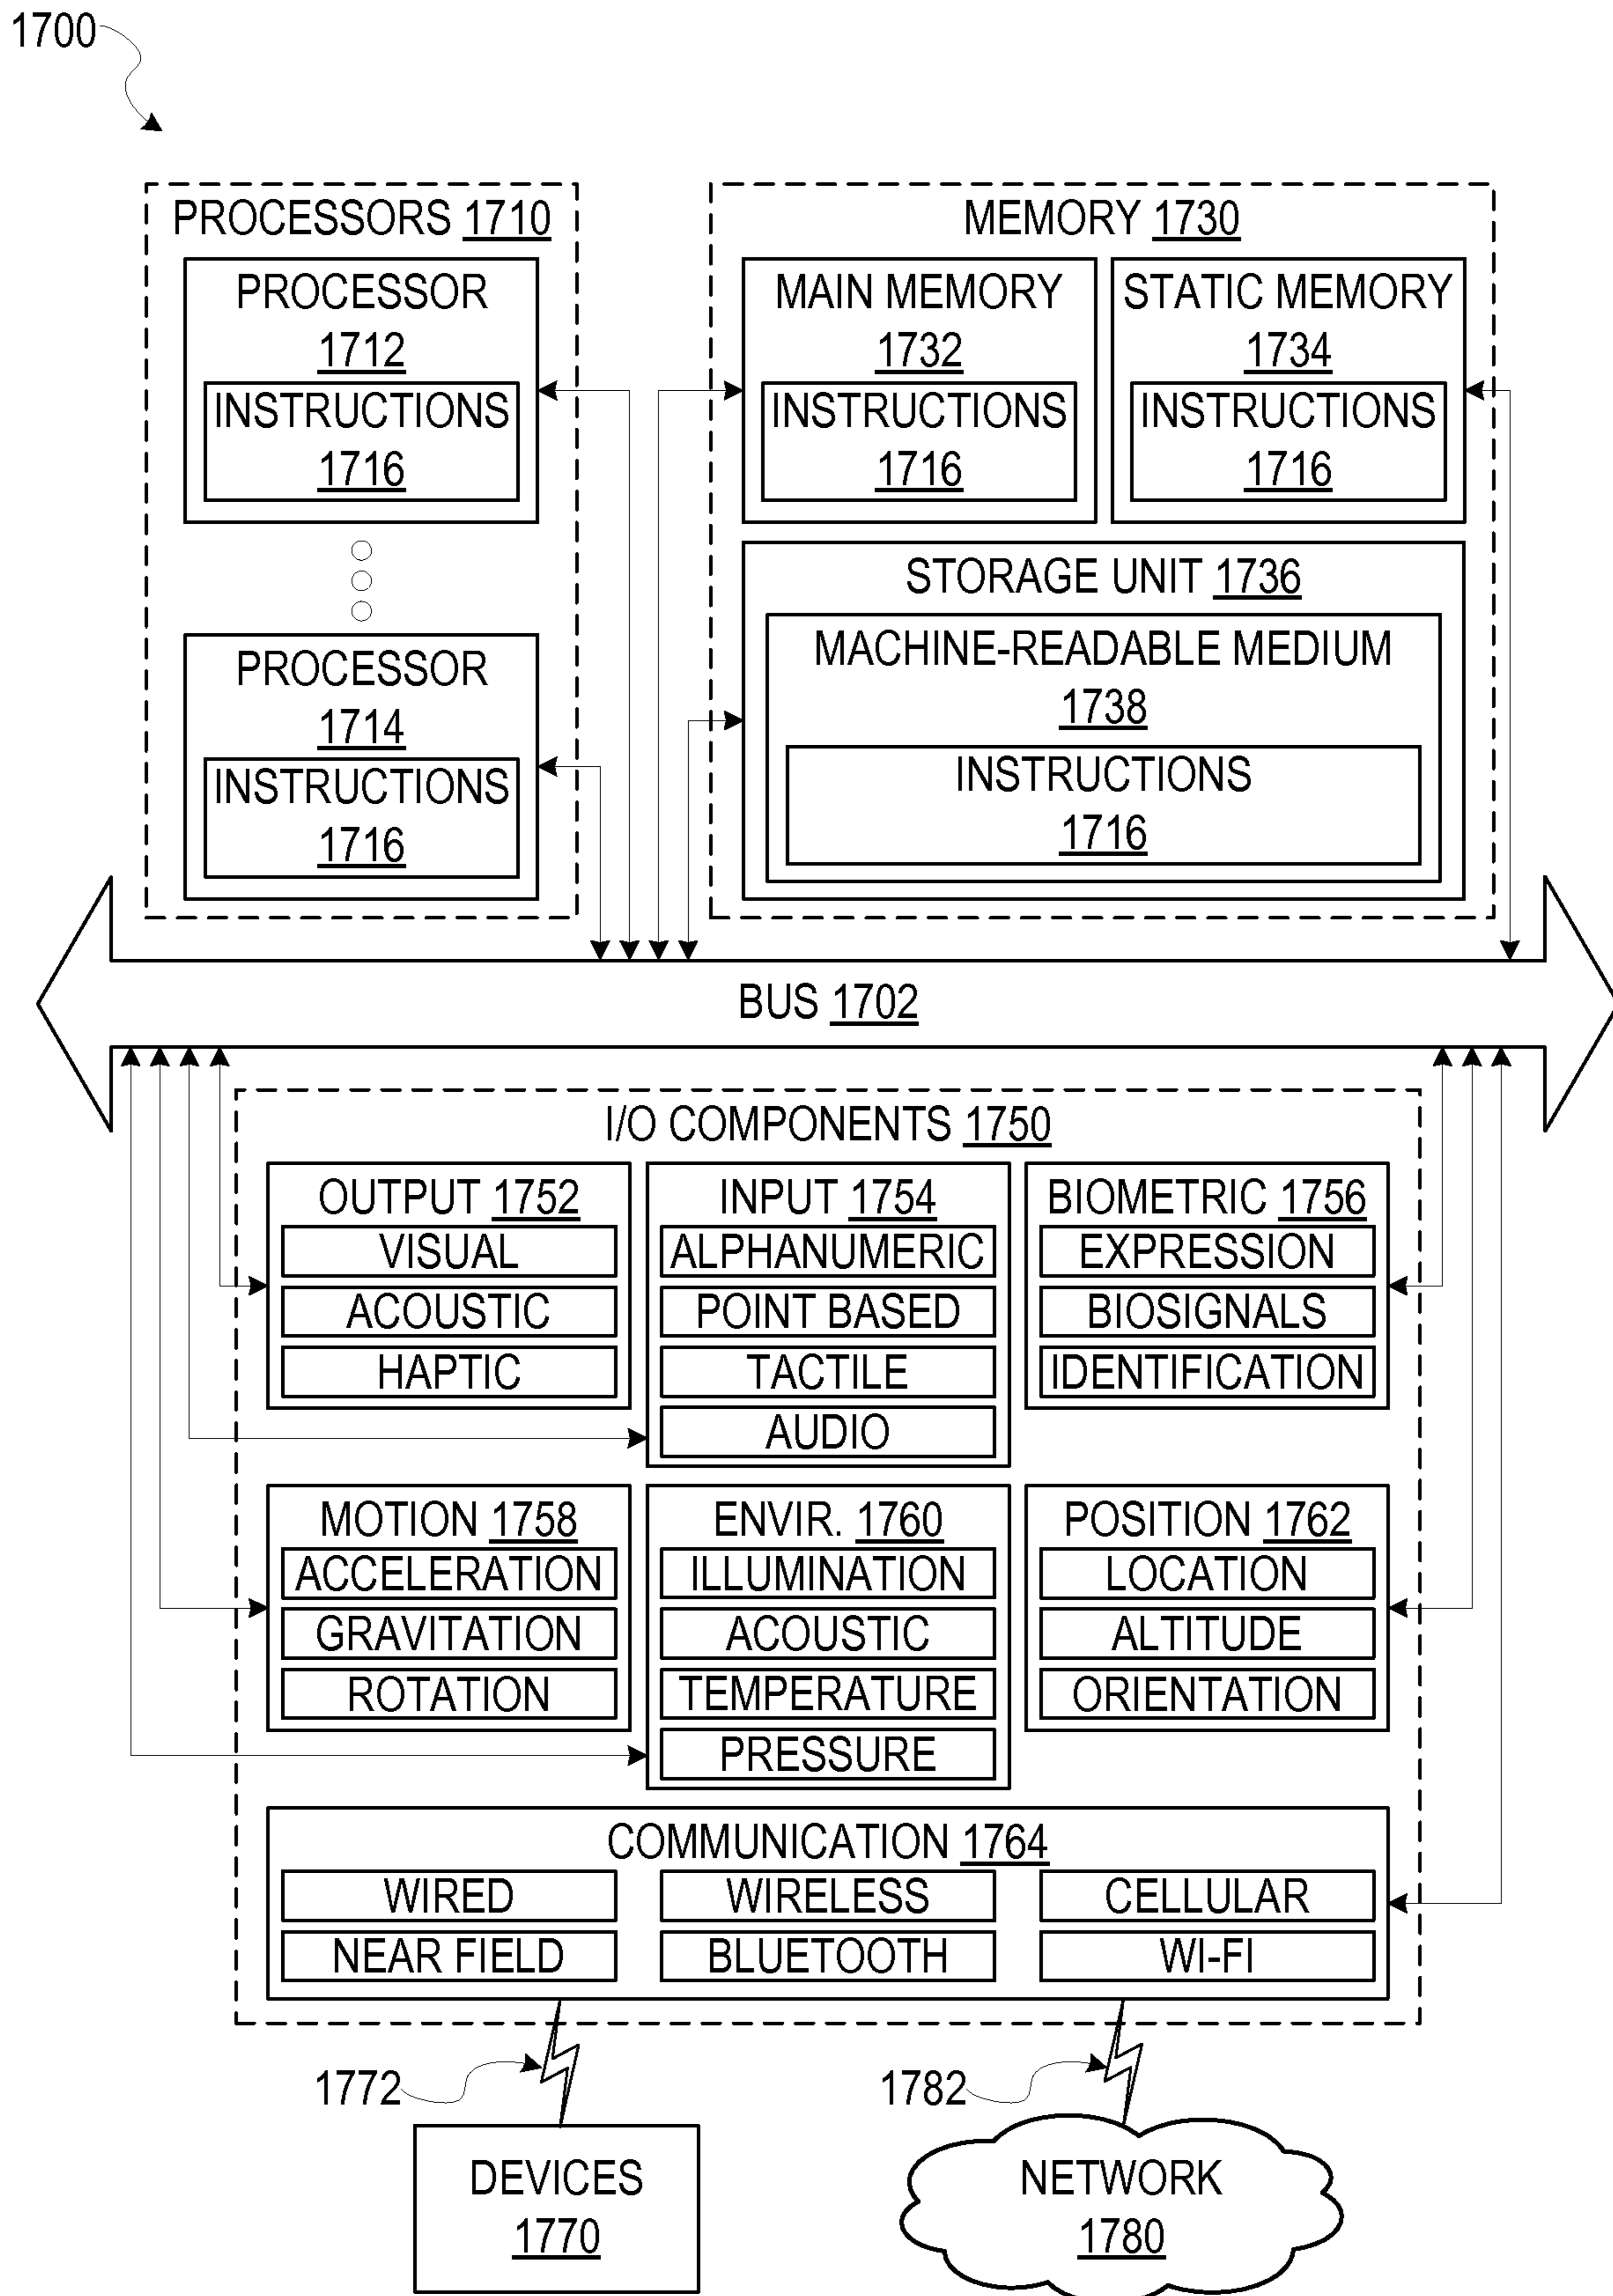 1700
PROCESSORS 1710
PROCESSOR
1712
INSTRUCTIONS
1716
PROCESSOR
1714
INSTRUCTIONS
1716
MEMORY 1730
MAIN MEMORY
1732
INSTRUCTIONS
1716
STATIC MEMORY
1734
INSTRUCTIONS
1716
STORAGE UNIT 1736
MACHINE-READABLE MEDIUM
1738
INSTRUCTIONS
1716
BUS 1702
I/O COMPONENTS 1750
OUTPUT 1752
VISUAL
ACOUSTIC
HAPTIC
INPUT 1754
ALPHANUMERIC
POINT BASED
TACTILE
AUDIO
BIOMETRIC 1756
EXPRESSION
BIOSIGNALS
IDENTIFICATION
MOTION 1758
ACCELERATION
GRAVITATION
ROTATION
ENVIR. 1760
ILLUMINATION
ACOUSTIC
TEMPERATURE
PRESSURE
POSITION 1762
LOCATION
ALTITUDE
ORIENTATION
COMMUNICATION 1764
WIRED
WIRELESS
CELLULAR
NEAR FIELD
BLUETOOTH
WI-FI
1772
1782
DEVICES
1770
NETWORK
1780